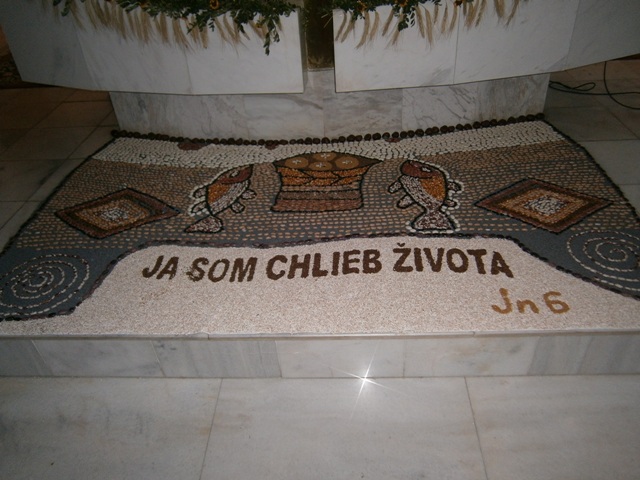 JA SOM CHLIEB ŽIVOTA
Jn 6